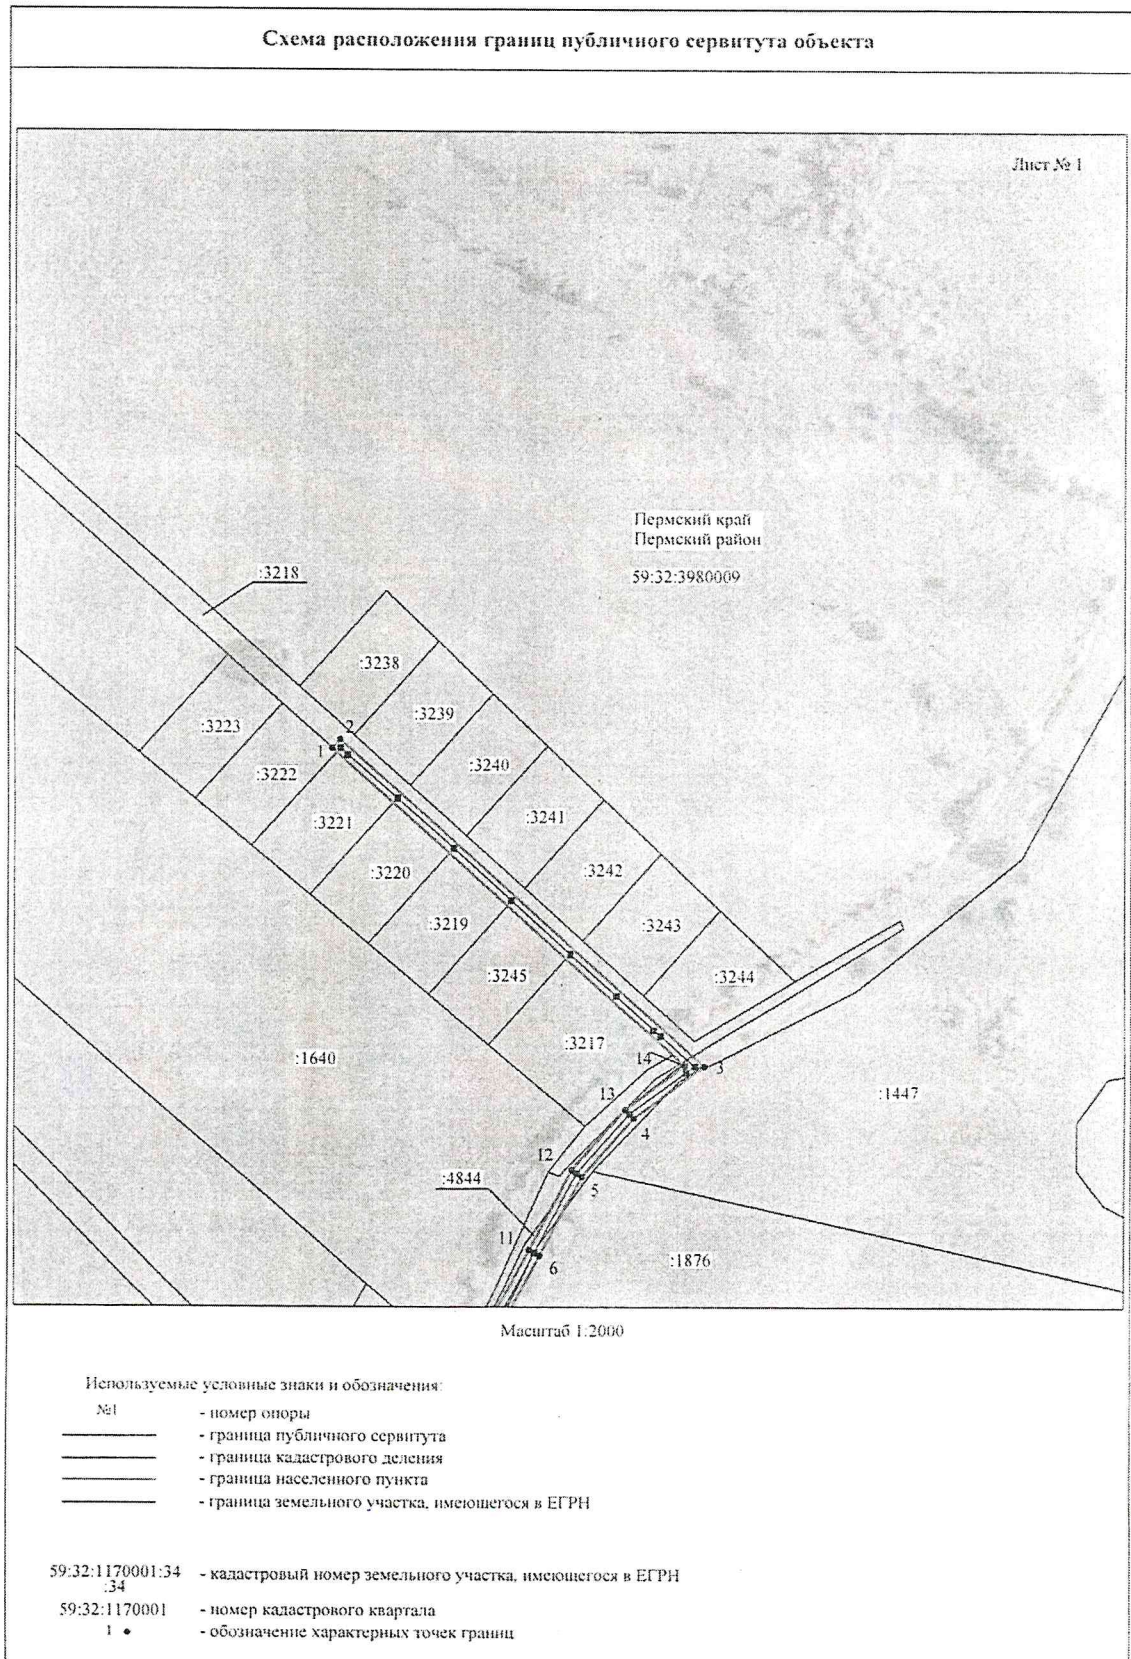 Схема расположения границ публичного сервитута объекта
Лист № 1
Пермский край
Пермский район
59:32:3980009
:3218
:3238
:3223
:3239
2
1
:3222
:3240
:3221
:3241
:3220
:3242
:3219
:3243
:3245
:3244
:3217
:1640
14
3
13
:1447
4
12
:4844
5
11
6
:1876
Масштаб 1:2000
Используемые условные знаки и обозначения:
№1 - номер опоры
- граница публичного сервитута
- граница кадастрового деления
- граница населенного пункта
- граница земельного участка, имеющегося в ЕГРН
59:32:1170001:34 - кадастровый номер земельного участка, имеющегося в ЕГРН
:34
59:32:1170001 - номер кадастрового квартала
1 • - обозначение характерных точек границ